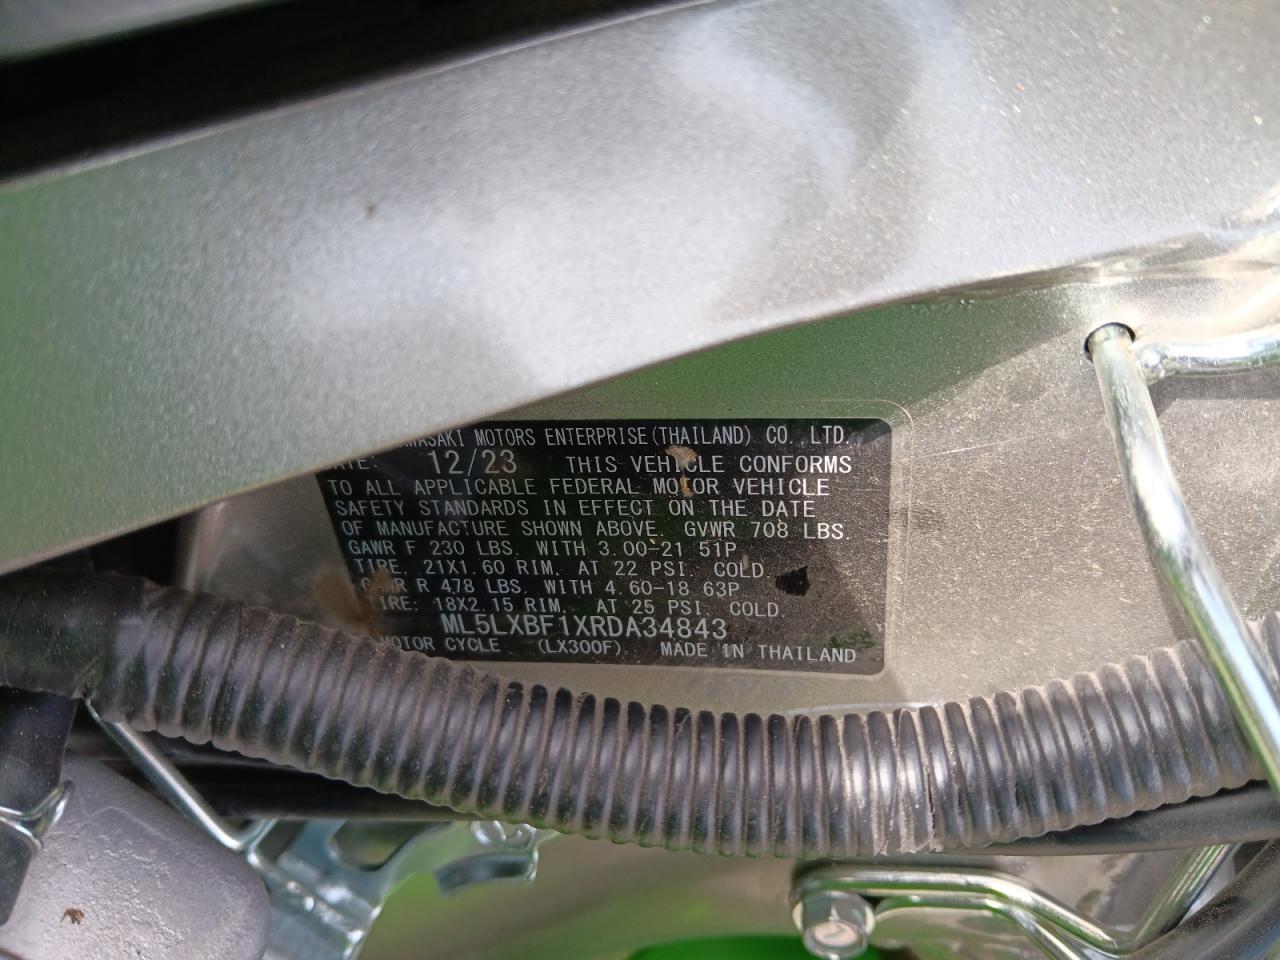 MOTORS ENTERPRISE(THAILAND) CO.,LTD.
12/23 THIS VEHICLE CONFORMS
TO ALL APPLICABLE FEDERAL MOTOR VEHICLE
SAFETY STANDARDS IN EFFECT ON THE DATE
OF MANUFACTURE SHOWN ABOVE. GVWR 708 LBS.
GAWR F 230 LBS. WITH 3.00-21 51P
TIRE. 21X1.60 RIM. AT 22 PSI. COLD.
R 478 LBS. WITH 4.60-18 63P
TIRE: 18X2.15 RIM. AT 25 PSI. COLD.
ML5LXBF1XRDA34843
MOTOR CYCLE (LX300F) MADE IN THAILAND